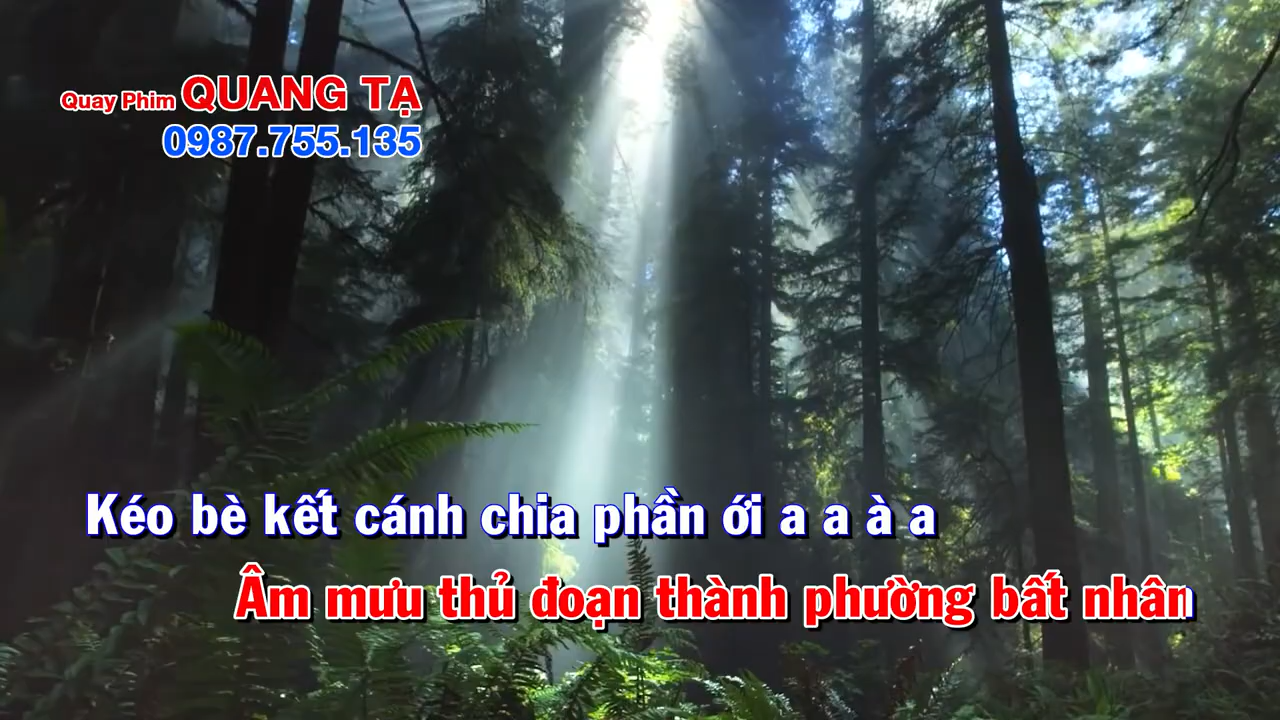 Quay Phim QUANG TẠ
0987.755.135
Kéo bè kết cánh chia phần ới a a à a
Âm mưu thủ đoạn thành phường bất nhân